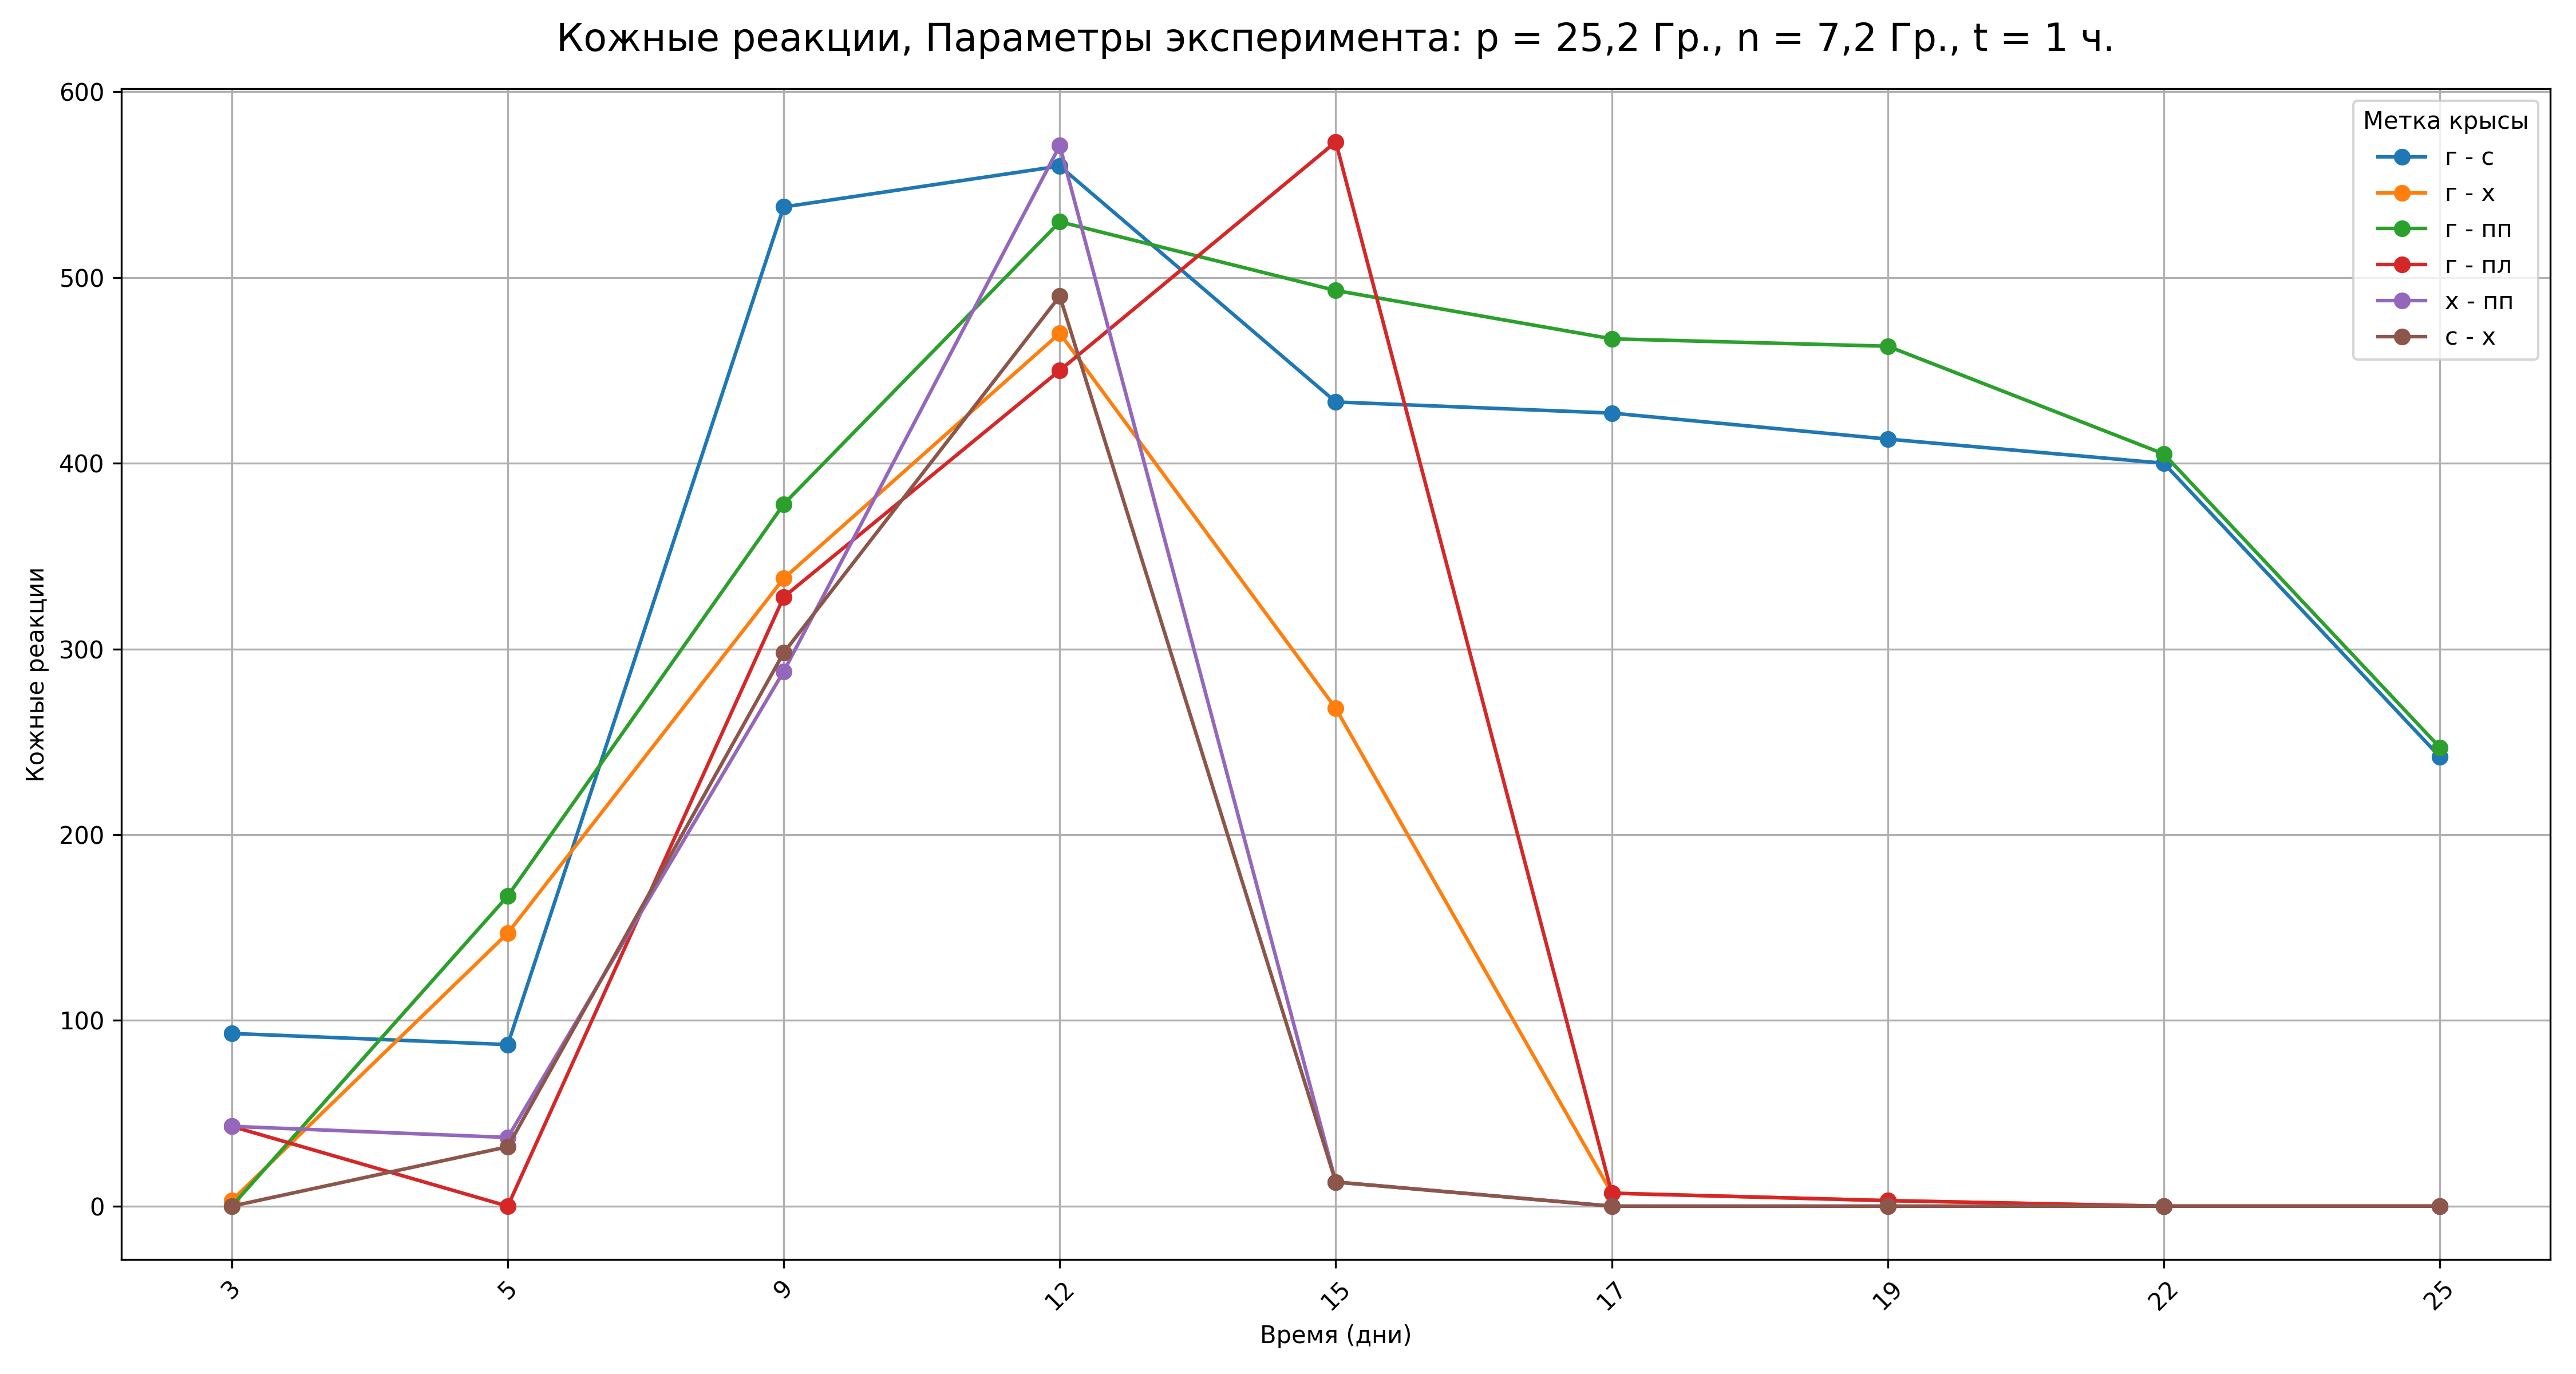 Кожные реакции, Параметры эксперимента: p = 25,2 Гр., n = 7,2 Гр., t = 1 ч.
600
500
400
300
200
100
0
Кожные реакции
Метка крысы
г - с
г - х
г - пп
г - пл
х - пп
с - х
3
5
9
12
15
17
19
22
25
Время (дни)